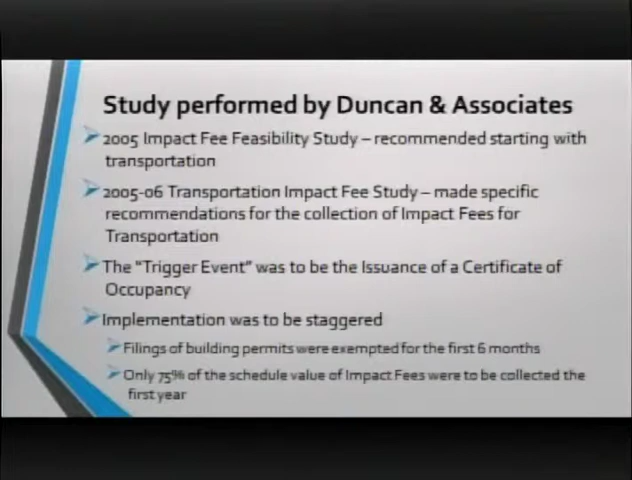 Study performed by Duncan & Associates
2005 Impact Fee Feasibility Study – recommended starting with
transportation
2005-06 Transportation Impact Fee Study – made specific
recommendations for the collection of Impact Fees for
Transportation
The "Trigger Event" was to be the Issuance of a Certificate of
Occupancy
Implementation was to be staggered
Filings of building permits were exempted for the first 6 months
Only 75% of the schedule value of Impact Fees were to be collected the
first year